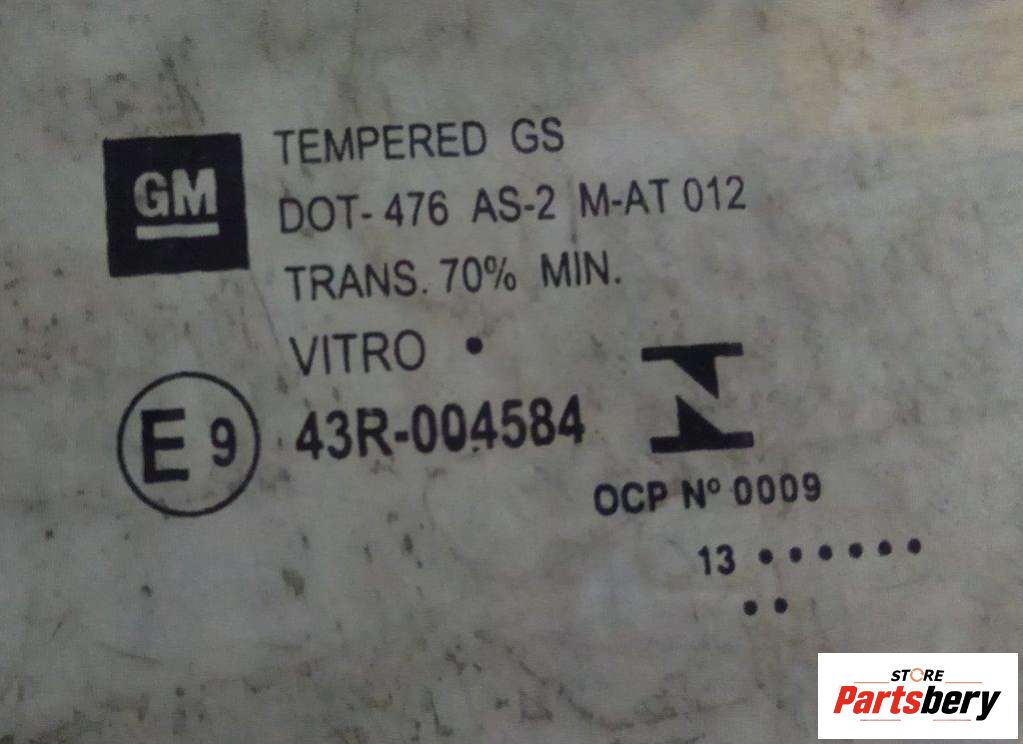 GM
TEMPERED GS
DOT- 476 AS-2 M-AT 012
TRANS. 70% MIN.
VITRO •
E 9 43R-004584
OCP Nº 0009
13 • • • • • •
• •
STORE
Partsbery